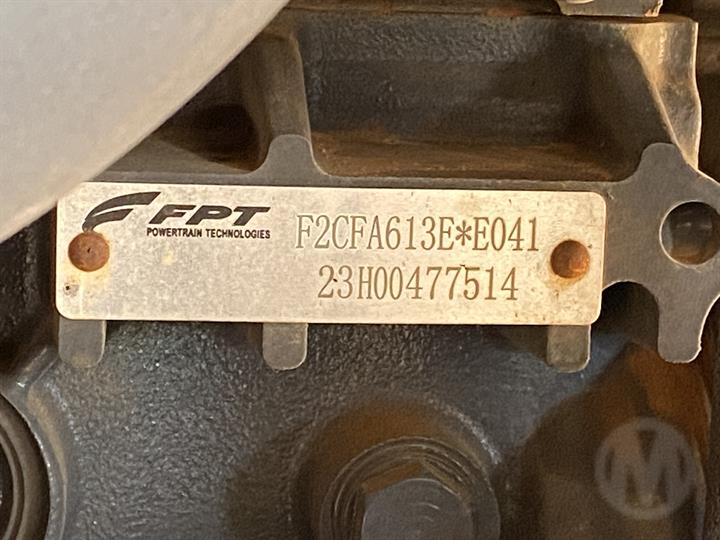 FPT
POWERTRAIN TECHNOLOGIES
F2CFA613E*E041
23H00477514
M